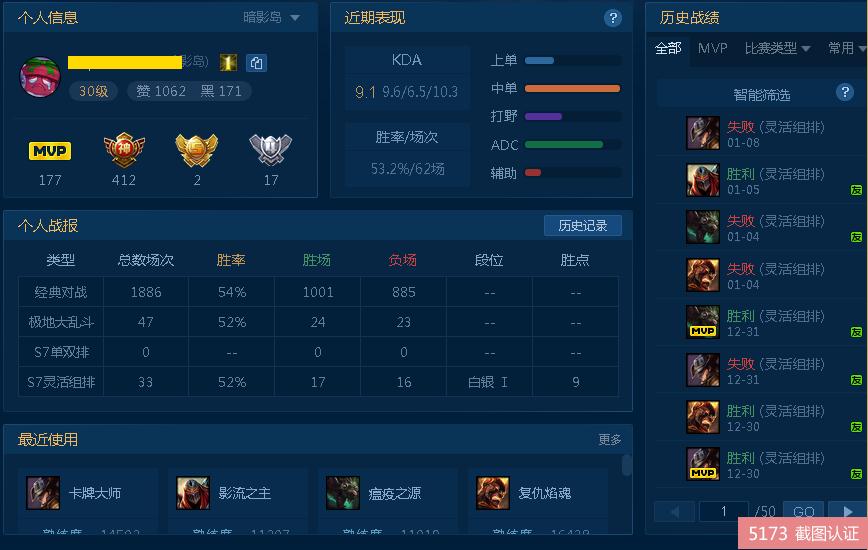 个人信息
暗影岛
影岛)
30级 赞 1062 黑 171
MVP
177 412 2 17
近期表现 ?
KDA
9.1 9.6/6.5/10.3
胜率/场次
53.2%/62场
上单
中单
打野
ADC
辅助
个人战报 历史记录
类型 总数场次 胜率 胜场 负场 段位 胜点
经典对战 1886 54% 1001 885 -- --
极地大乱斗 47 52% 24 23 -- --
S7单双排 0 -- 0 0 -- --
S7灵活组排 33 52% 17 16 白银 I 9
最近使用 更多
卡牌大师 影流之主 瘟疫之源 复仇焰魂
历史战绩
全部 MVP 比赛类型 常用
智能筛选 ?
失败 (灵活组排)
01-08
胜利 (灵活组排)
01-05 友
失败 (灵活组排)
01-04 友
失败 (灵活组排)
01-04
胜利 (灵活组排)
MVP 12-31 友
失败 (灵活组排)
12-31 友
胜利 (灵活组排)
12-30 友
胜利 (灵活组排)
MVP 12-30 友
1 /50 GO
5173 截图认证